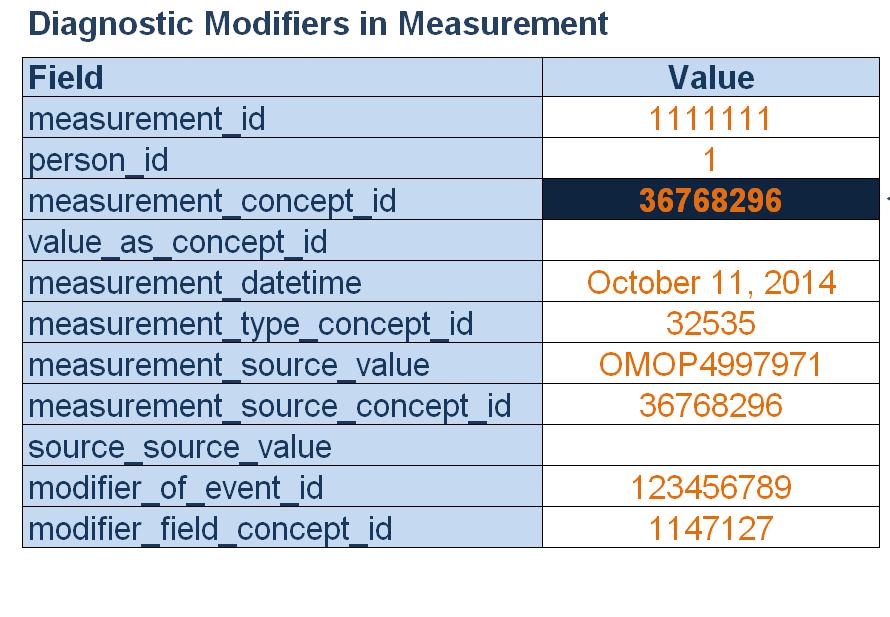 Diagnostic Modifiers in Measurement
Field Value
measurement_id 1111111
person_id 1
measurement_concept_id 36768296
value_as_concept_id
measurement_datetime October 11, 2014
measurement_type_concept_id 32535
measurement_source_value OMOP4997971
measurement_source_concept_id 36768296
source_source_value
modifier_of_event_id 123456789
modifier_field_concept_id 1147127